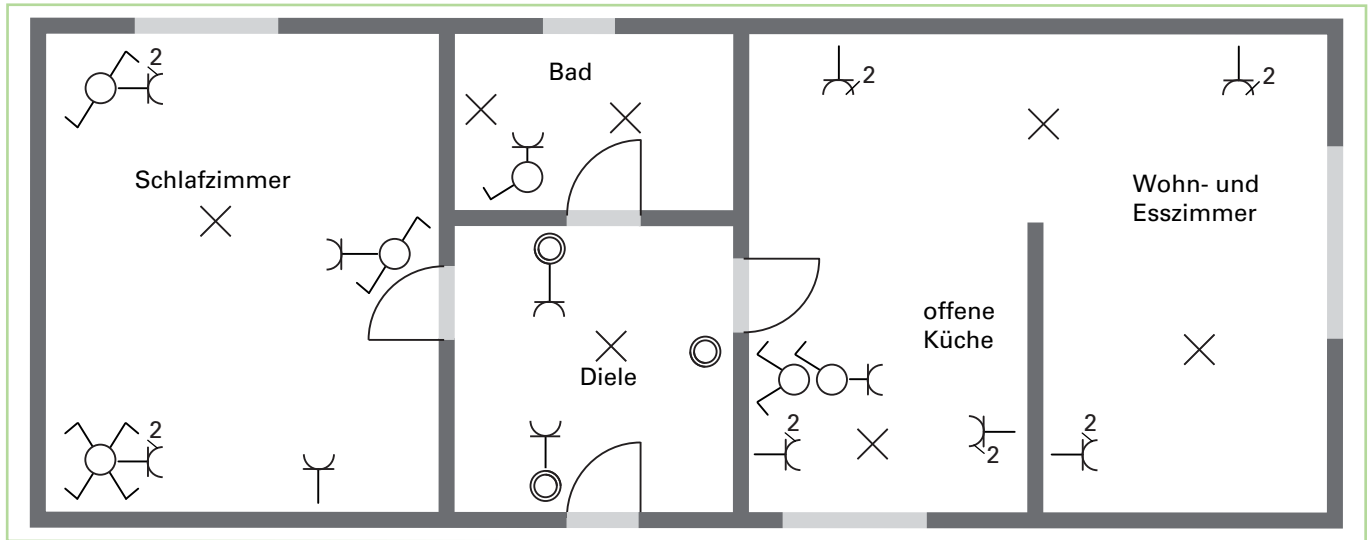 2
Schlafzimmer
2
Bad
Diele
2
2
Wohn- und
Esszimmer
offene
Küche
2
2
2